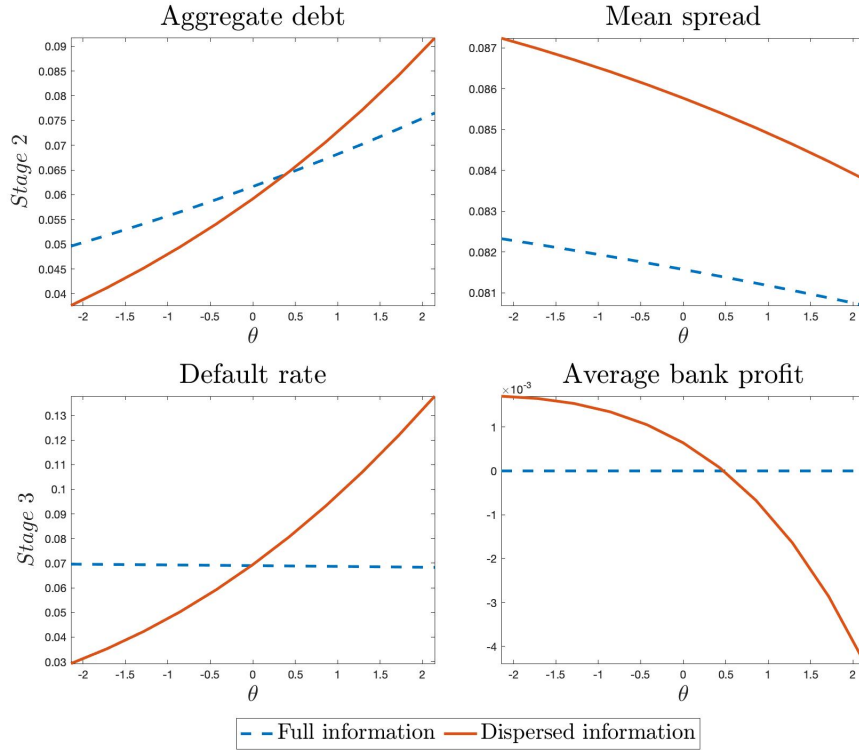 Aggregate debt
0.09
0.085
0.08
0.075
0.07
0.065
0.06
0.055
0.05
0.045
0.04
Stage 2
-2 -1.5 -1 -0.5 0 0.5 1 1.5 2
θ
Mean spread
0.087
0.086
0.085
0.084
0.083
0.082
0.081
-2 -1.5 -1 -0.5 0 0.5 1 1.5 2
θ
Default rate
0.13
0.12
0.11
0.1
0.09
0.08
0.07
0.06
0.05
0.04
0.03
Stage 3
-2 -1.5 -1 -0.5 0 0.5 1 1.5 2
θ
Average bank profit
×10⁻³
1
0
-1
-2
-3
-4
-2 -1.5 -1 -0.5 0 0.5 1 1.5 2
θ
Full information Dispersed information